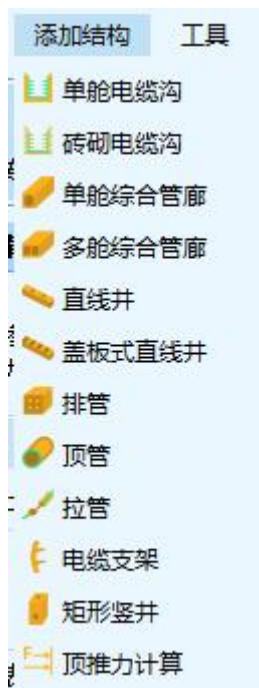 添加结构 工具
单舱电缆沟
砖砌电缆沟
单舱综合管廊
多舱综合管廊
直线井
盖板式直线井
排管
顶管
拉管
电缆支架
矩形竖井
F 顶推力计算